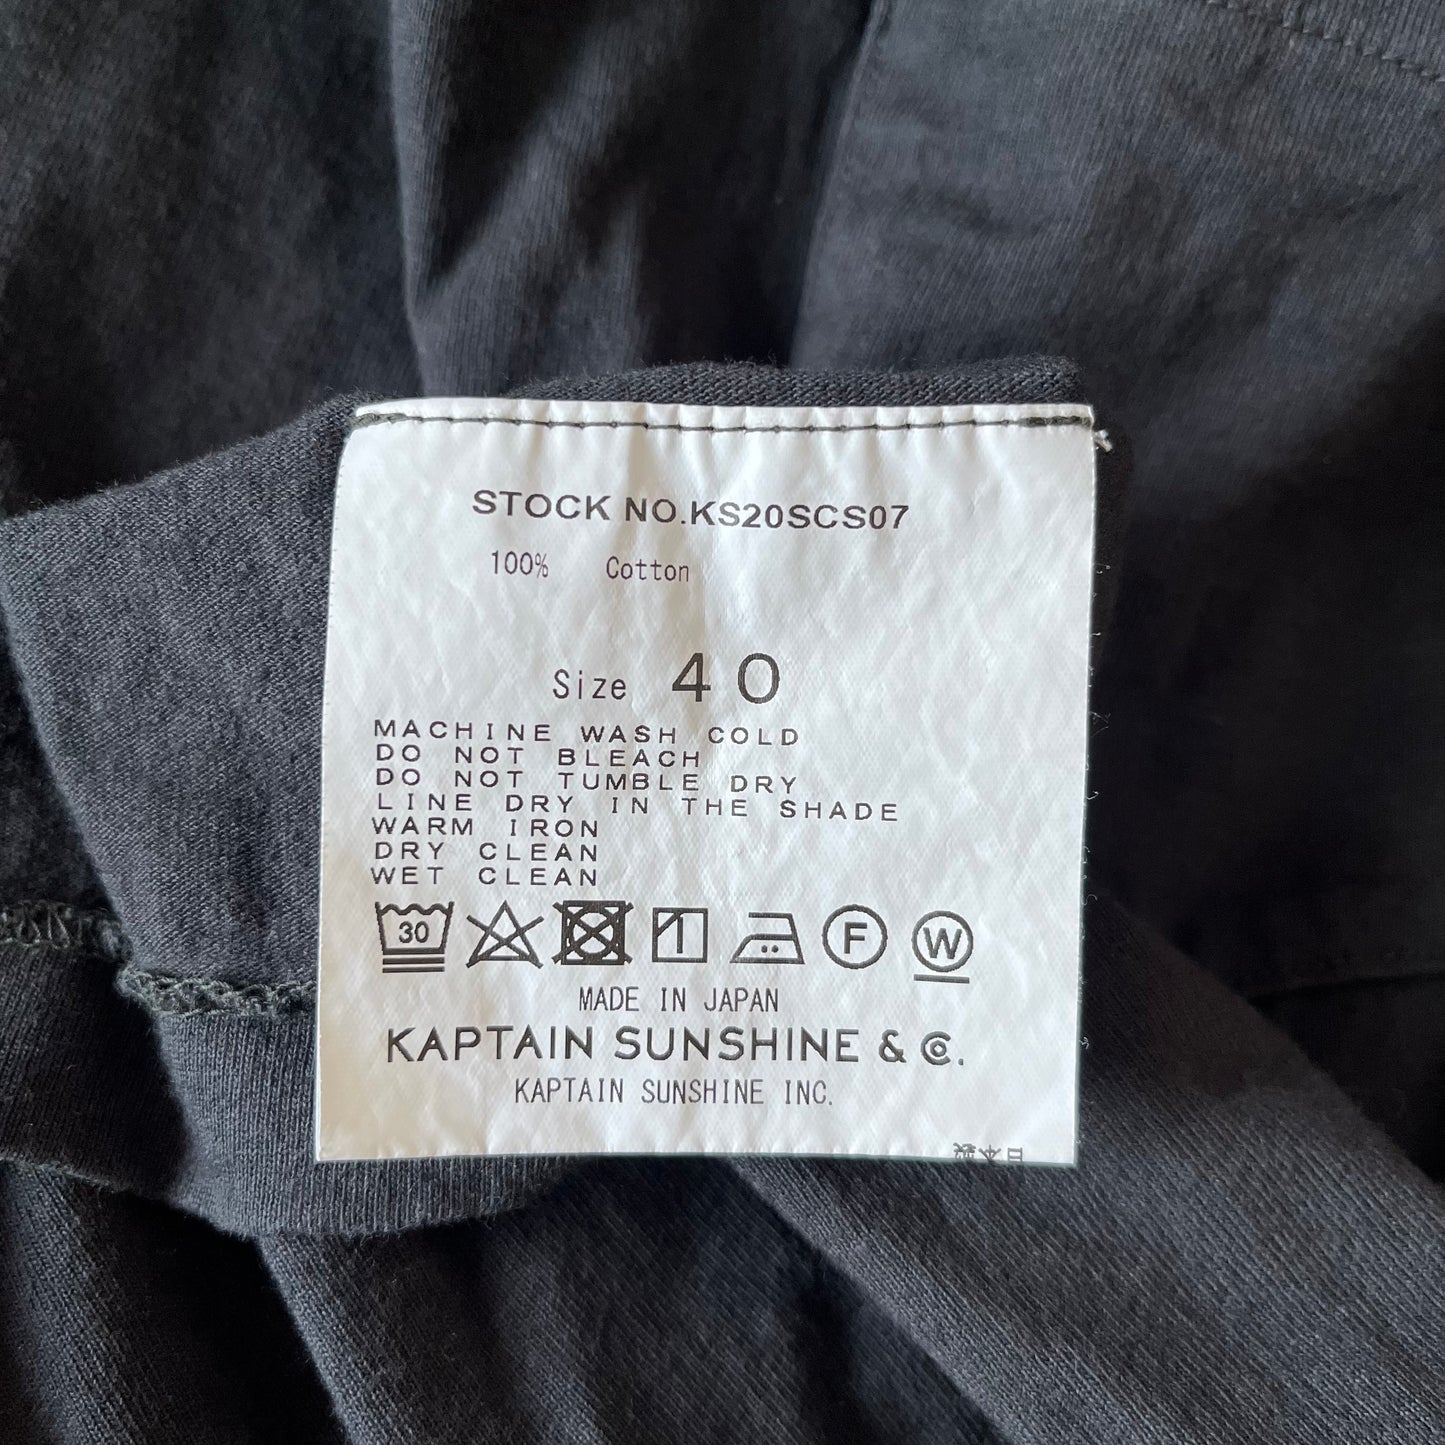 STOCK NO.KS20SCS07
100% Cotton
Size 40
MACHINE WASH COLD
DO NOT BLEACH
DO NOT TUMBLE DRY
LINE DRY IN THE SHADE
WARM IRON
DRY CLEAN
WET CLEAN
30 F W
MADE IN JAPAN
KAPTAIN SUNSHINE & Co.
KAPTAIN SUNSHINE INC.